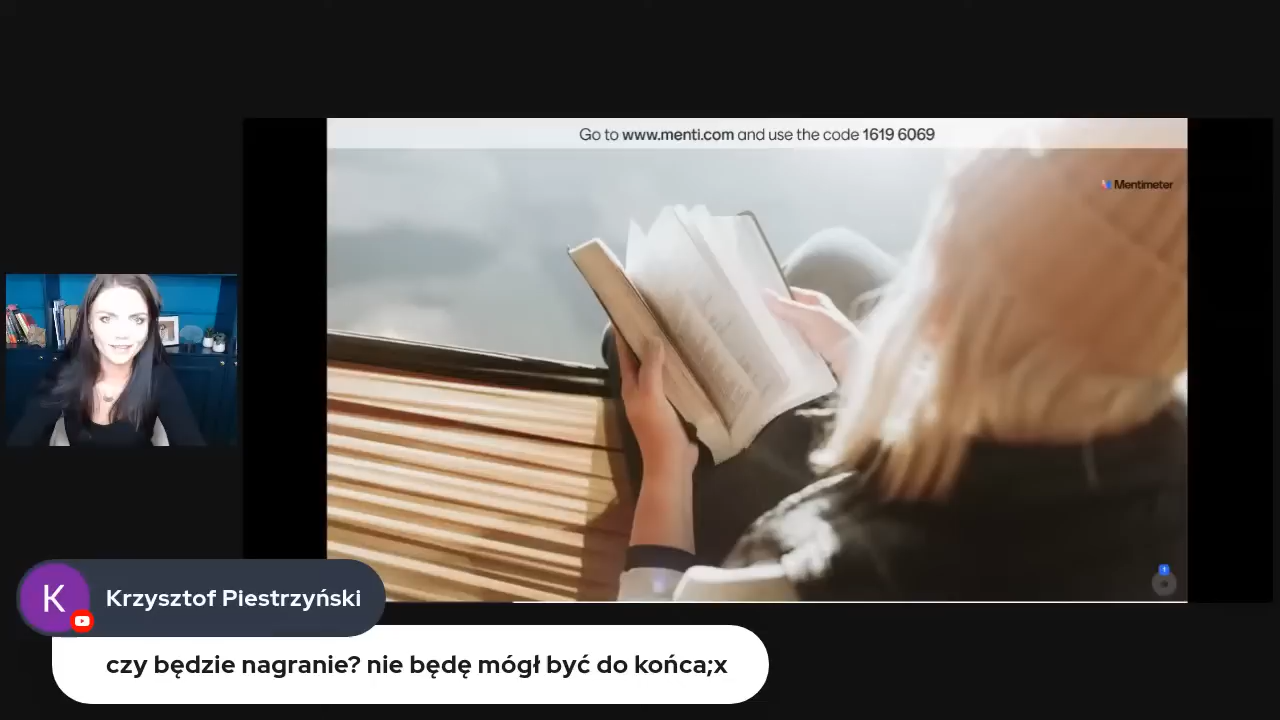 Go to www.menti.com and use the code 1619 6069
Mentimeter
1
K
Krzysztof Piestrzyński
czy będzie nagranie? nie będę mógł być do końca;x